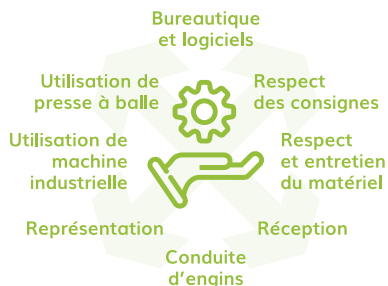 Bureautique
et logiciels
Utilisation de
presse à balle
Respect
des consignes
Utilisation de
machine
industrielle
Respect
et entretien
du matériel
Représentation
Réception
Conduite
d'engins